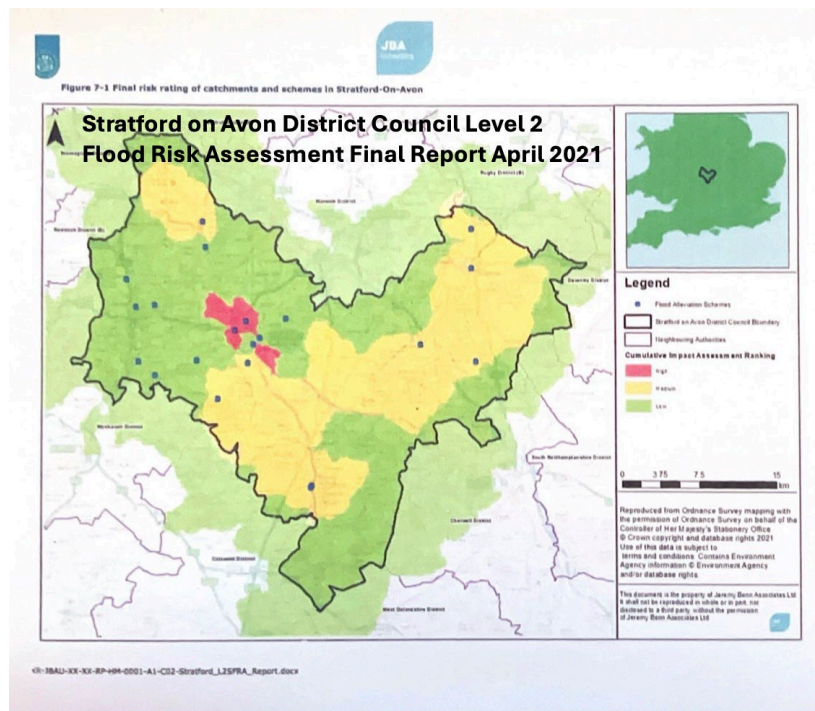 JBA
consulting
Figure 7-1 Final risk rating of catchments and schemes in Stratford-On-Avon
Stratford on Avon District Council Level 2
Flood Risk Assessment Final Report April 2021
Rugby District (B)
Warwick District
Daventry District
Legend
Flood Alleviation Schemes
Stratford on Avon District Council Boundary
Neighbouring Authorities
Cumulative Impact Assessment Ranking
High
Medium
Low
Wychavon District
South Northamptonshire District
0 3.75 7.5 15
km
Cherwell District
Cotswold District
West Oxfordshire District
Reproduced from Ordnance Survey mapping with
the permission of Ordnance Survey on behalf of the
Controller of Her Majesty's Stationery Office
© Crown copyright and database rights 2021
Use of this data is subject to
terms and conditions. Contains Environment
Agency information © Environment Agency
and/or database rights
This document is the property of Jeremy Benn Associates Ltd.
It shall not be reproduced in whole or in part, nor
disclosed to a third party without the permission
of Jeremy Benn Associates Ltd
-JBAU-XX-XX-RP-HM-0001-A1-C02-Stratford_L2SFRA_Report.docx